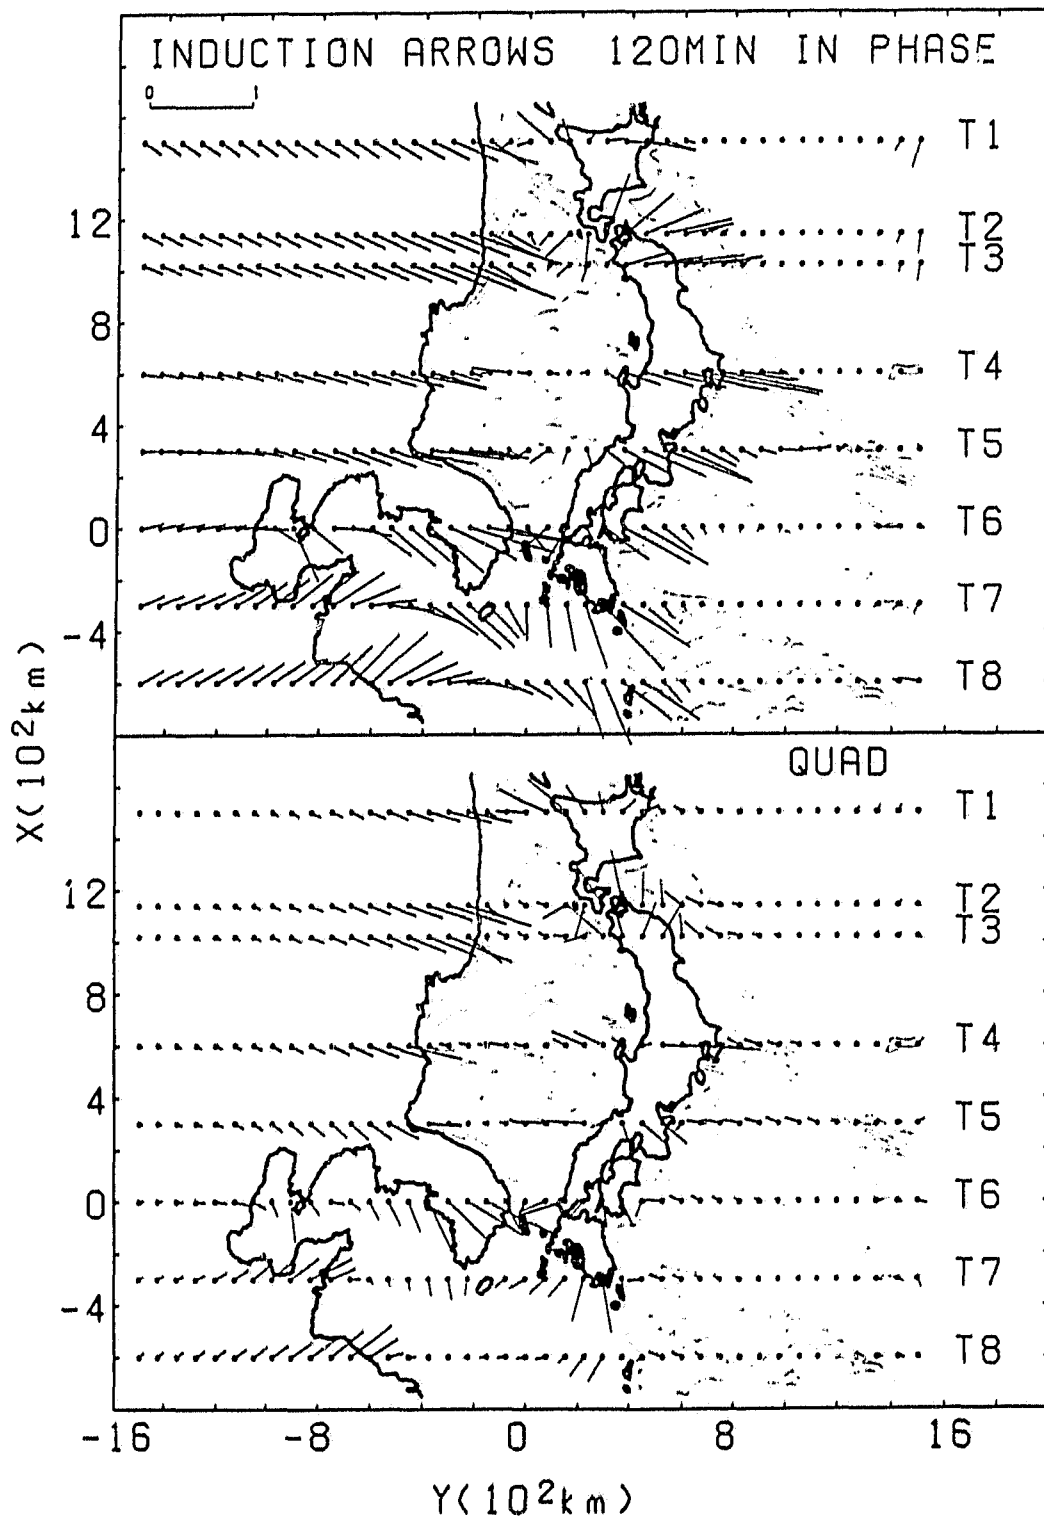 INDUCTION ARROWS 120MIN IN PHASE
0 1
T1
12
T2
T3
8
T4
4
T5
0
T6
T7
-4
T8
X(10²km)
QUAD
T1
12
T2
T3
8
T4
4
T5
0
T6
T7
-4
T8
-16 -8 0 8 16
Y(10²km)